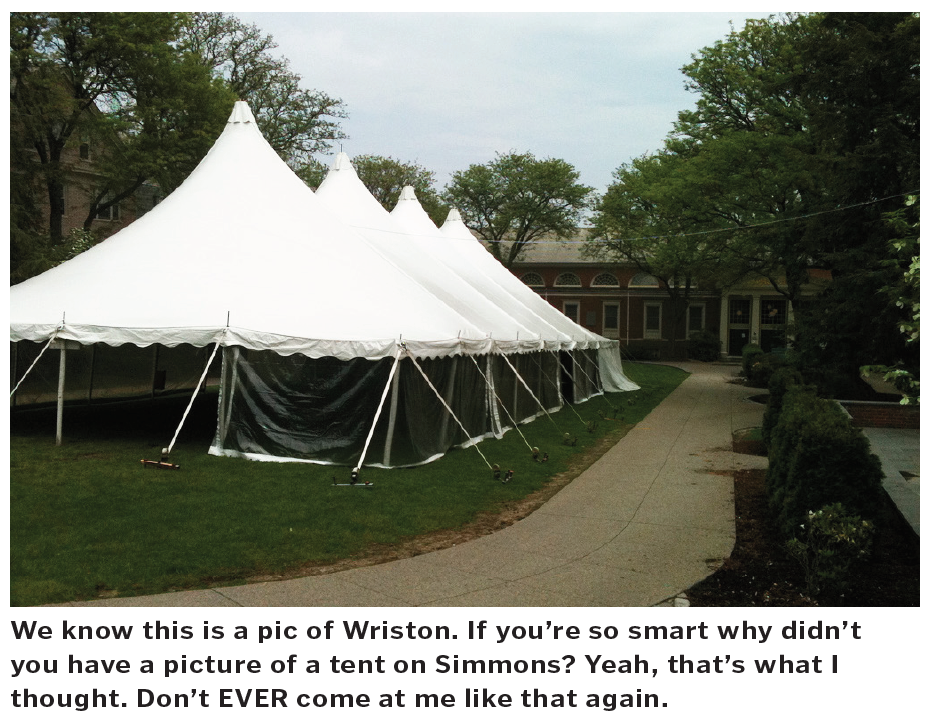 We know this is a pic of Wriston. If you’re so smart why didn’t
you have a picture of a tent on Simmons? Yeah, that’s what I
thought. Don’t EVER come at me like that again.